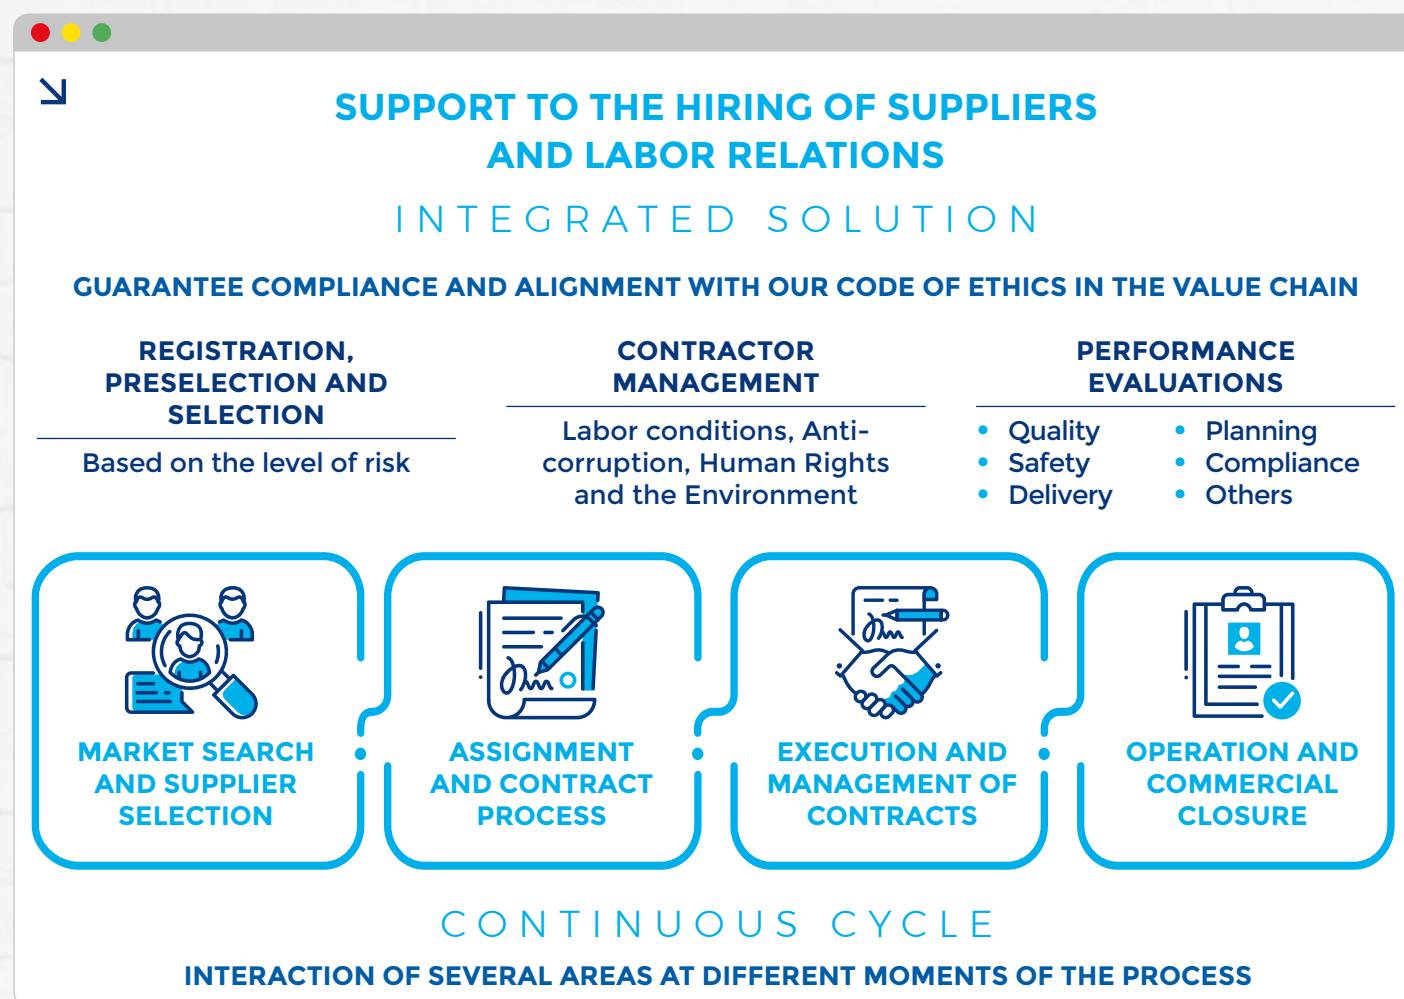 SUPPORT TO THE HIRING OF SUPPLIERS
AND LABOR RELATIONS
INTEGRATED SOLUTION
GUARANTEE COMPLIANCE AND ALIGNMENT WITH OUR CODE OF ETHICS IN THE VALUE CHAIN
REGISTRATION,
PRESELECTION AND
SELECTION
Based on the level of risk
CONTRACTOR
MANAGEMENT
Labor conditions, Anti-
corruption, Human Rights
and the Environment
PERFORMANCE
EVALUATIONS
• Quality
• Safety
• Delivery
• Planning
• Compliance
• Others
MARKET SEARCH
AND SUPPLIER
SELECTION
ASSIGNMENT
AND CONTRACT
PROCESS
EXECUTION AND
MANAGEMENT OF
CONTRACTS
OPERATION AND
COMMERCIAL
CLOSURE
CONTINUOUS CYCLE
INTERACTION OF SEVERAL AREAS AT DIFFERENT MOMENTS OF THE PROCESS